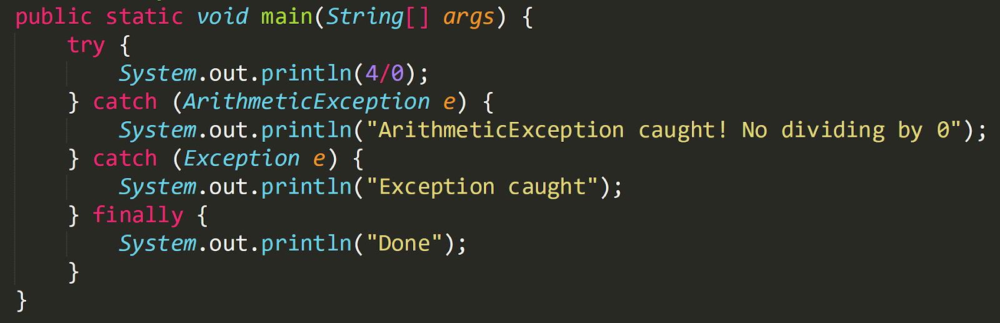 public static void main(String[] args) {
    try {
        System.out.println(4/0);
    } catch (ArithmeticException e) {
        System.out.println("ArithmeticException caught! No dividing by 0");
    } catch (Exception e) {
        System.out.println("Exception caught");
    } finally {
        System.out.println("Done");
    }
}